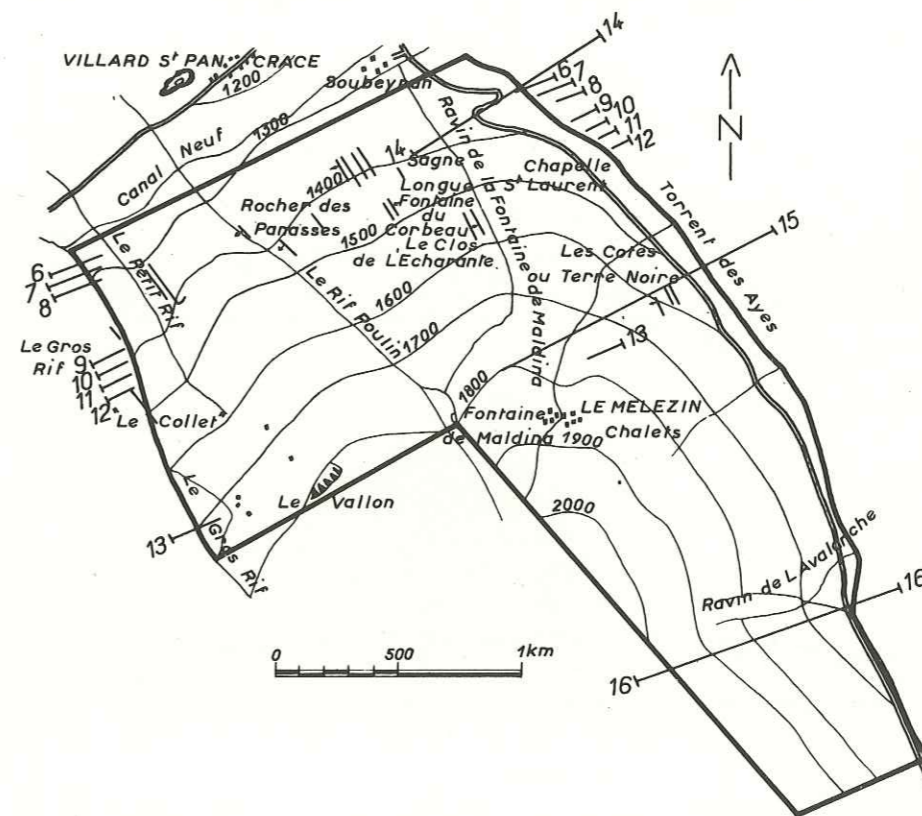 VILLARD Sᵗ PANCRACE
1200
Soubeyran
14
6
7
8
9
10
11
12
N
Canal Neuf
1300
Ravin de la Fontaine de Maldina
14'
Sagne
Longue
Chapelle
à Sᵗ Laurent
1400
Rocher des
Panasses
Fontaine
du
Corbeau
Le Clos
de L'Echarante
1500
Torrent des Ayes
15
Le Petit Rif
6
7
8
Les Cotes
ou Terre Noire
1600
Le Rif Poulin
1700
13
Le Gros
Rif
9
10
11
12
"Le Collet"
1800
Fontaine
de Maldina
LE MELEZIN
Chalets
1900
Le Gros Rif
Le Vallon
2000
13
Ravin de L'Avalanche
16
16'
0 500 1km